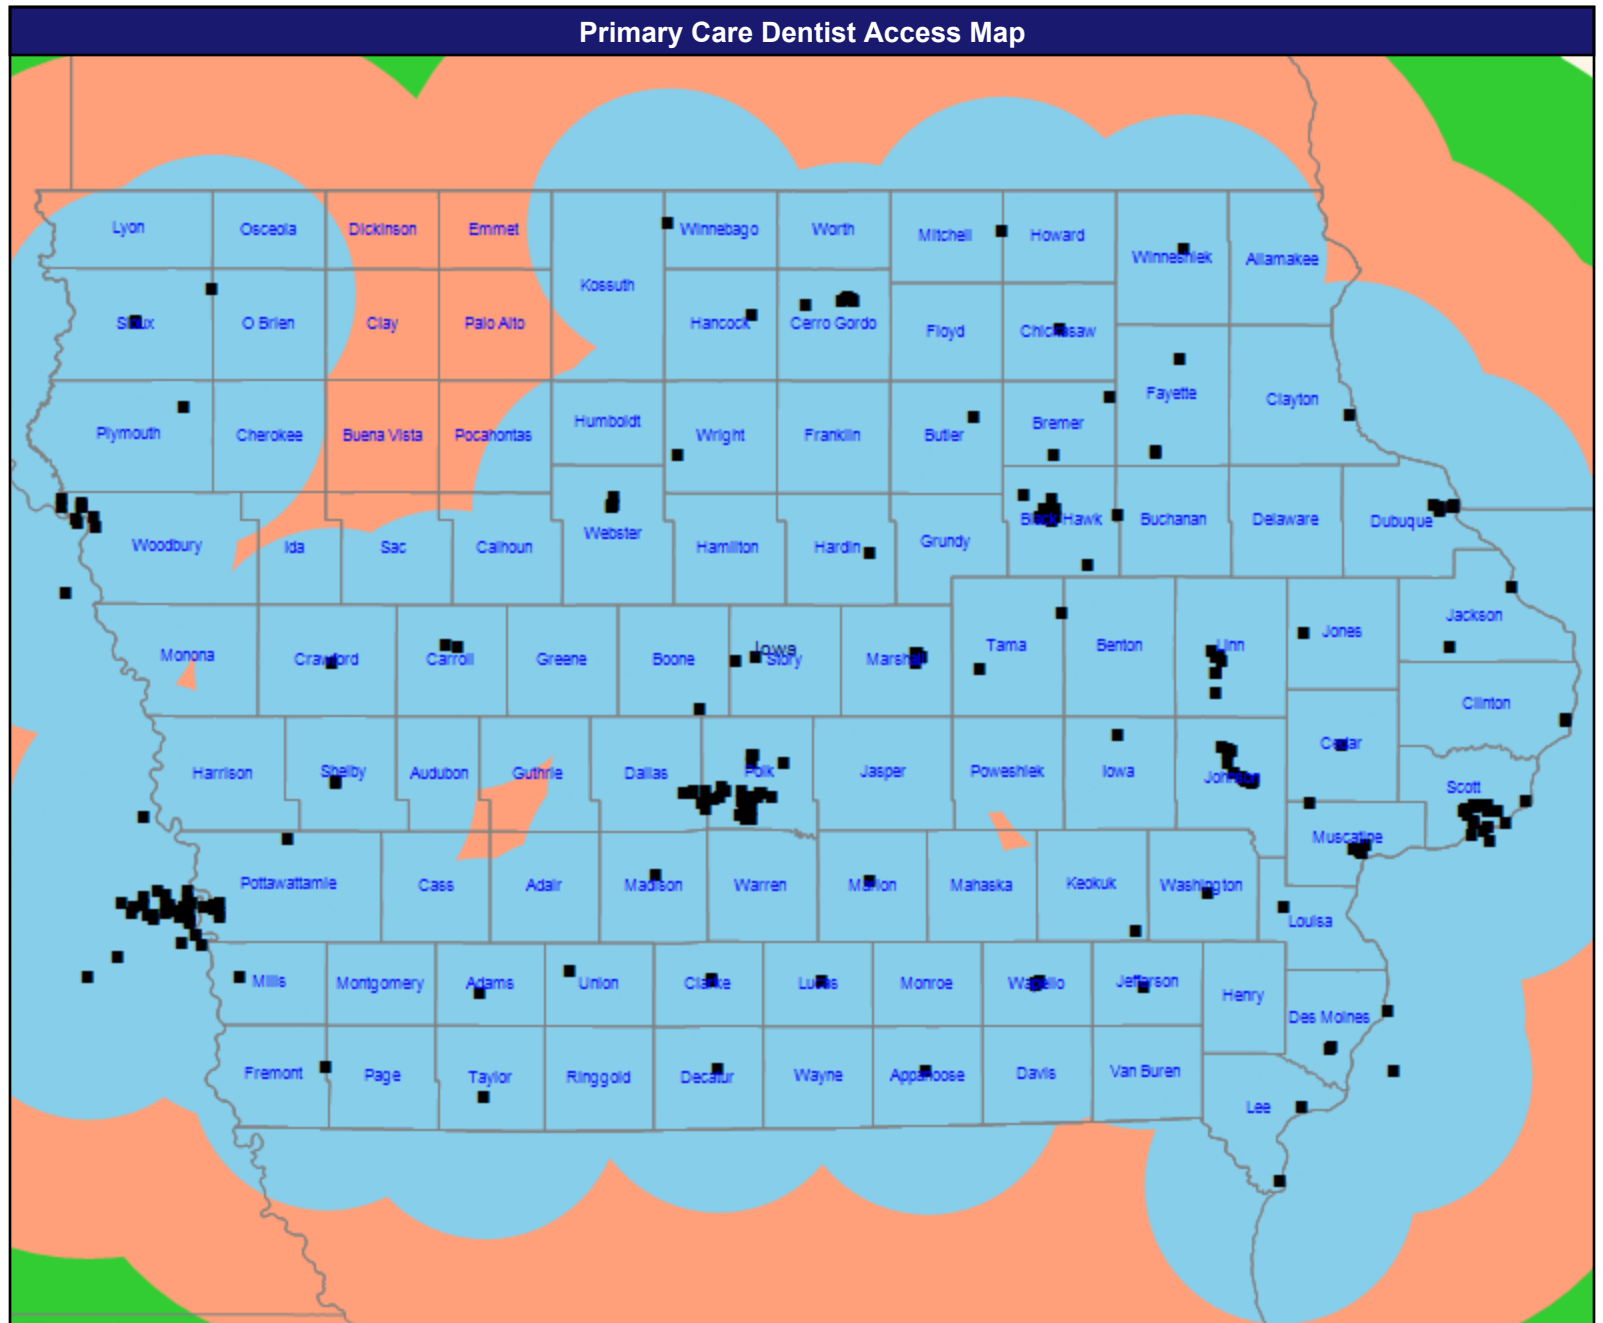 Primary Care Dentist Access Map
Lyon
Osceola
Dickinson
Emmet
Kossuth
Winnebago
Worth
Mitchell
Howard
Winneshiek
Allamakee
Sioux
O Brien
Clay
Palo Alto
Hancock
Cerro Gordo
Floyd
Chickasaw
Plymouth
Cherokee
Buena Vista
Pocahontas
Humboldt
Wright
Franklin
Butler
Bremer
Fayette
Clayton
Woodbury
Ida
Sac
Calhoun
Webster
Hamilton
Hardin
Grundy
Black Hawk
Buchanan
Delaware
Dubuque
Monona
Crawford
Carroll
Greene
Boone
Iowa
Story
Marshall
Tama
Benton
Linn
Jones
Jackson
Clinton
Harrison
Shelby
Audubon
Guthrie
Dallas
Polk
Jasper
Poweshiek
Iowa
Johnson
Cedar
Scott
Muscatine
Pottawattamie
Cass
Adair
Madison
Warren
Marion
Mahaska
Keokuk
Washington
Louisa
Mills
Montgomery
Adams
Union
Clarke
Lucas
Monroe
Wapello
Jefferson
Henry
Des Moines
Fremont
Page
Taylor
Ringgold
Decatur
Wayne
Appanoose
Davis
Van Buren
Lee